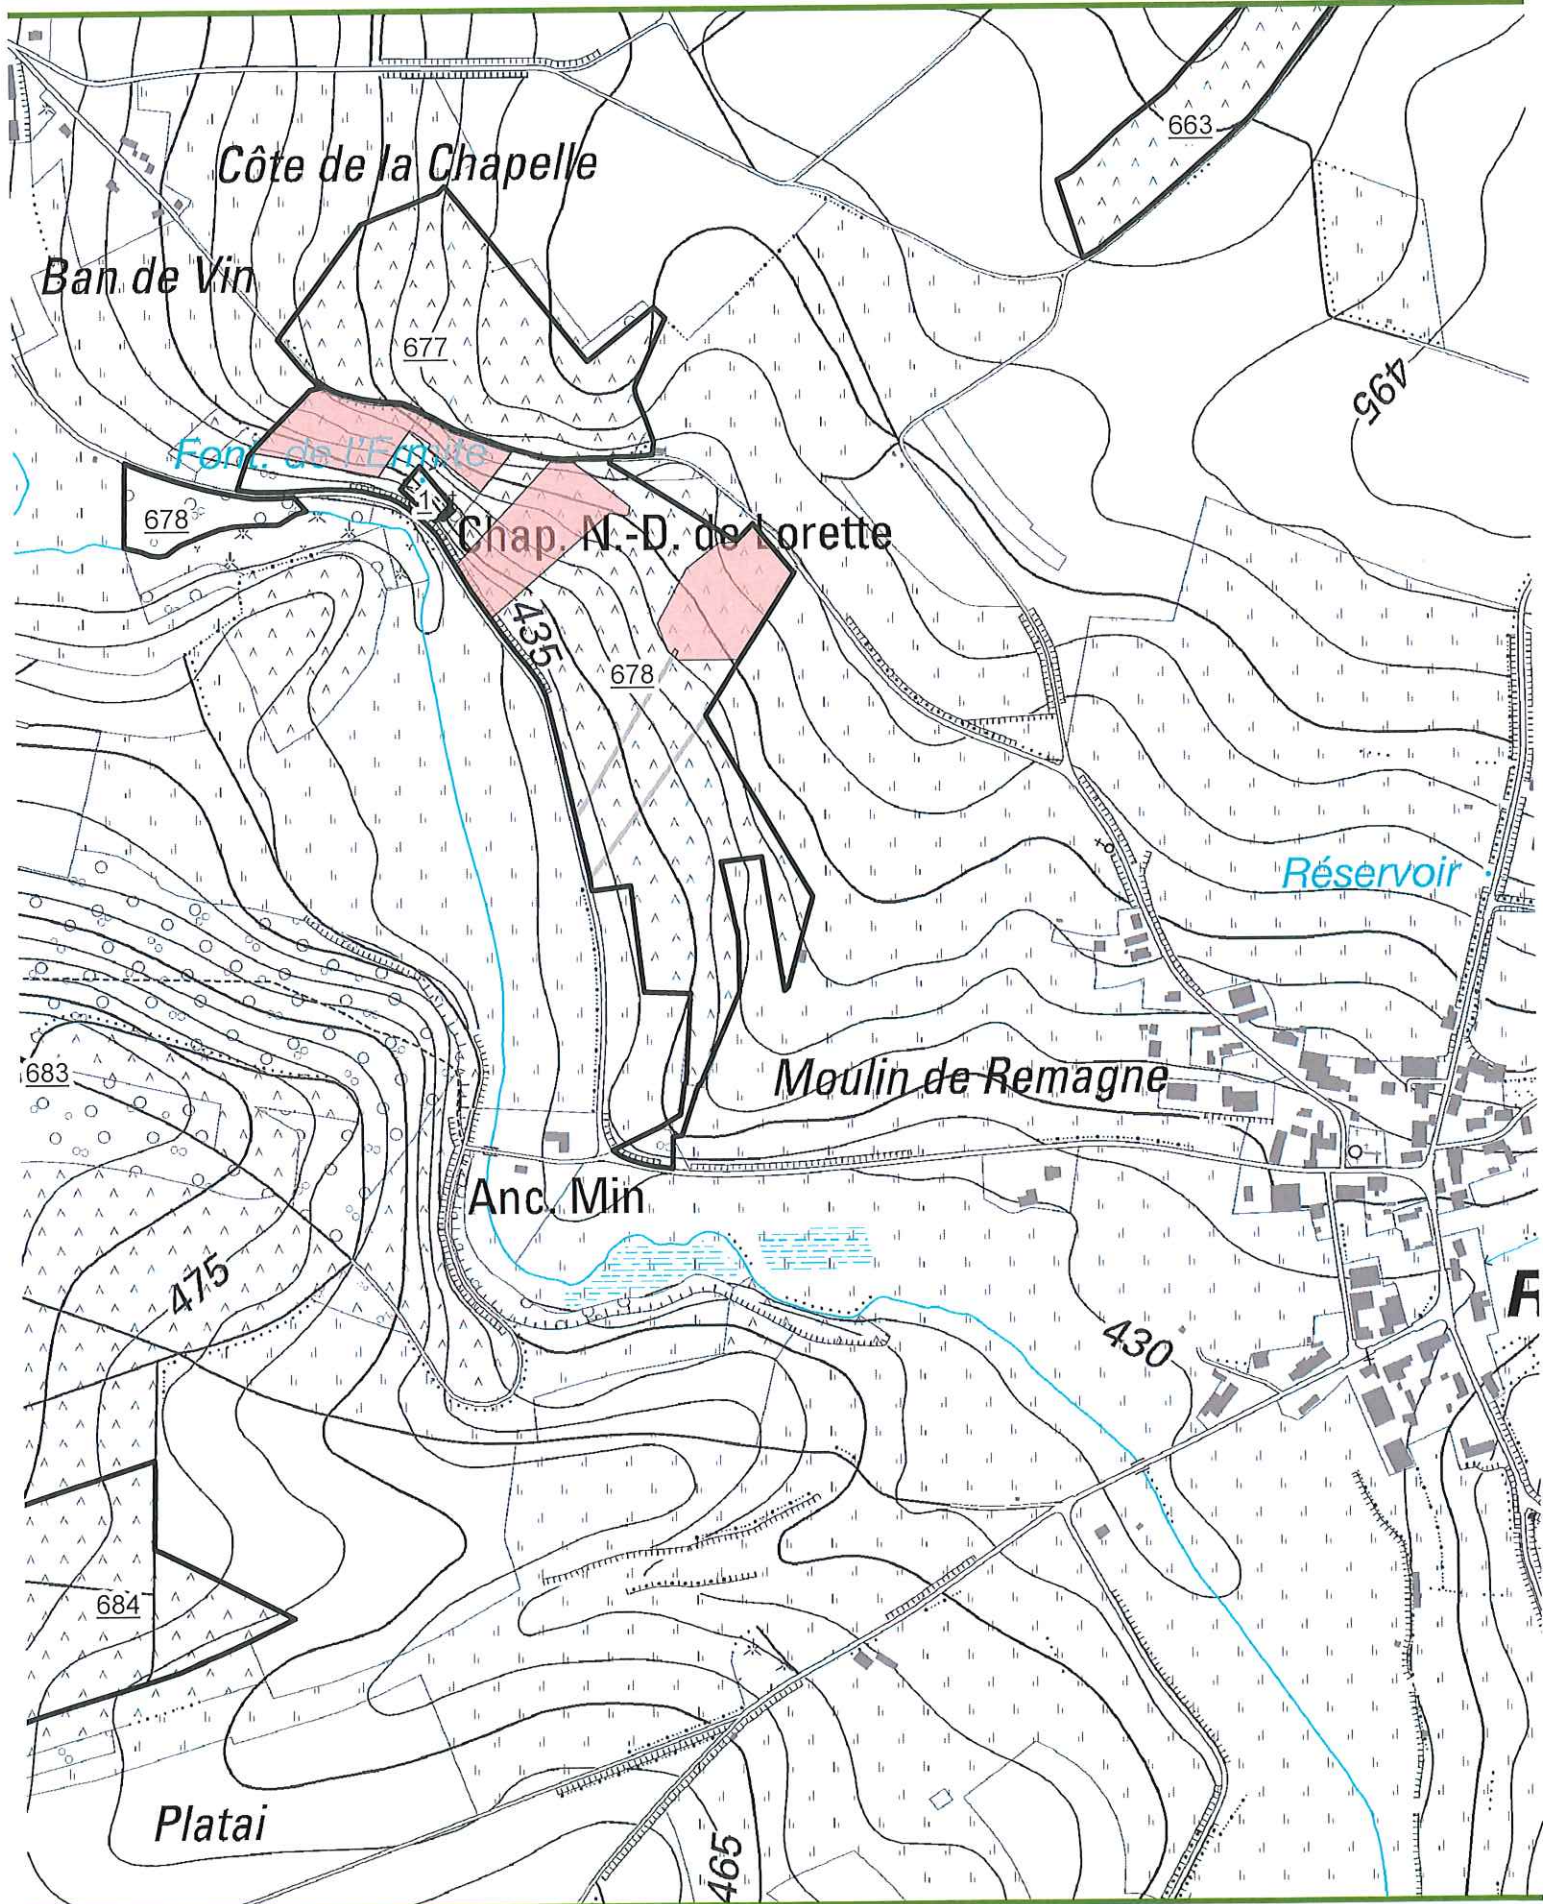 663
Côte de la Chapelle
Ban de Vin
677
495
Font. de l'Ermite
1
678
Chap. N.-D. de Lorette
435
678
Réservoir
683
Moulin de Remagne
Anc. Min
475
430
R
684
Platai
465